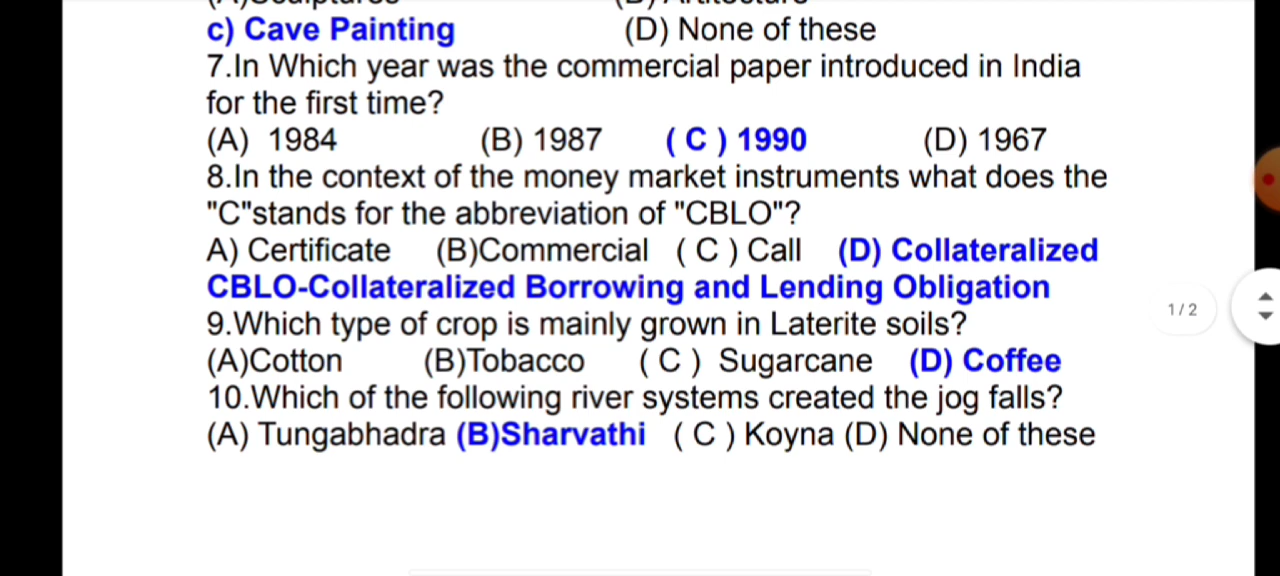 c) Cave Painting (D) None of these
7.In Which year was the commercial paper introduced in India
for the first time?
(A) 1984 (B) 1987 ( C ) 1990 (D) 1967
8.In the context of the money market instruments what does the
"C"stands for the abbreviation of "CBLO"?
A) Certificate (B)Commercial ( C ) Call (D) Collateralized
CBLO-Collateralized Borrowing and Lending Obligation
1 / 2
9.Which type of crop is mainly grown in Laterite soils?
(A)Cotton (B)Tobacco ( C ) Sugarcane (D) Coffee
10.Which of the following river systems created the jog falls?
(A) Tungabhadra (B)Sharvathi ( C ) Koyna (D) None of these